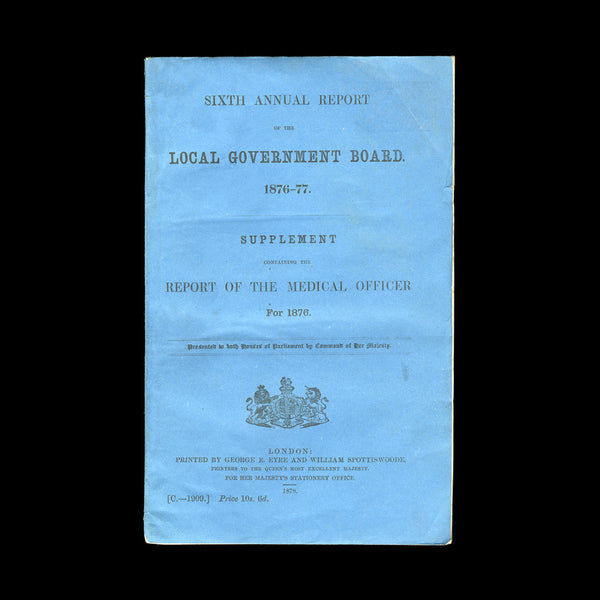 SIXTH ANNUAL REPORT
OF THE
LOCAL GOVERNMENT BOARD.
1876-77.
SUPPLEMENT
CONTAINING THE
REPORT OF THE MEDICAL OFFICER
For 1876.
Presented to both Houses of Parliament by Command of Her Majesty.
LONDON:
PRINTED BY GEORGE E. EYRE AND WILLIAM SPOTTISWOODE,
PRINTERS TO THE QUEEN'S MOST EXCELLENT MAJESTY.
FOR HER MAJESTY'S STATIONERY OFFICE.
1878.
[C.—1909.] Price 10s. 6d.